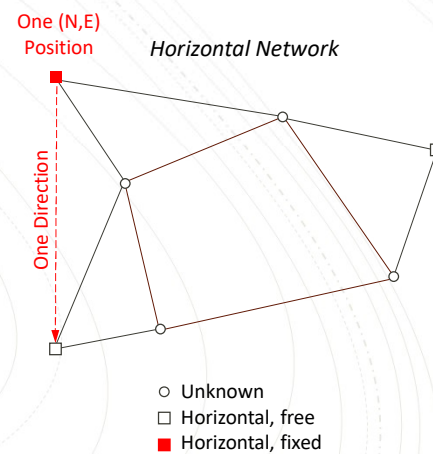 One (N,E)
Position
Horizontal Network
One Direction
Unknown
Horizontal, free
Horizontal, fixed